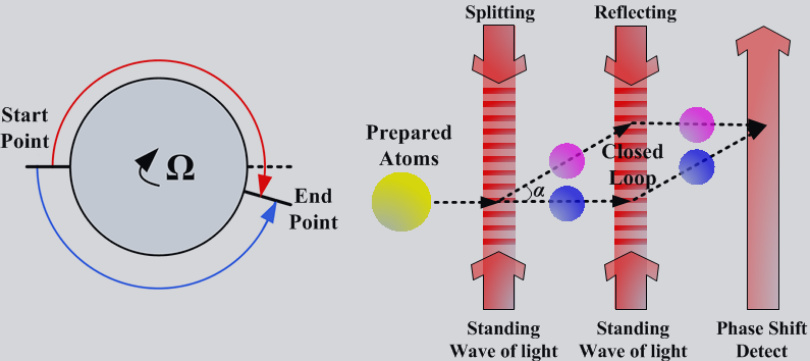 Start
Point
Ω
End
Point
Splitting
Reflecting
Prepared
Atoms
α
Closed
Loop
Standing
Wave of light
Standing
Wave of light
Phase Shift
Detect